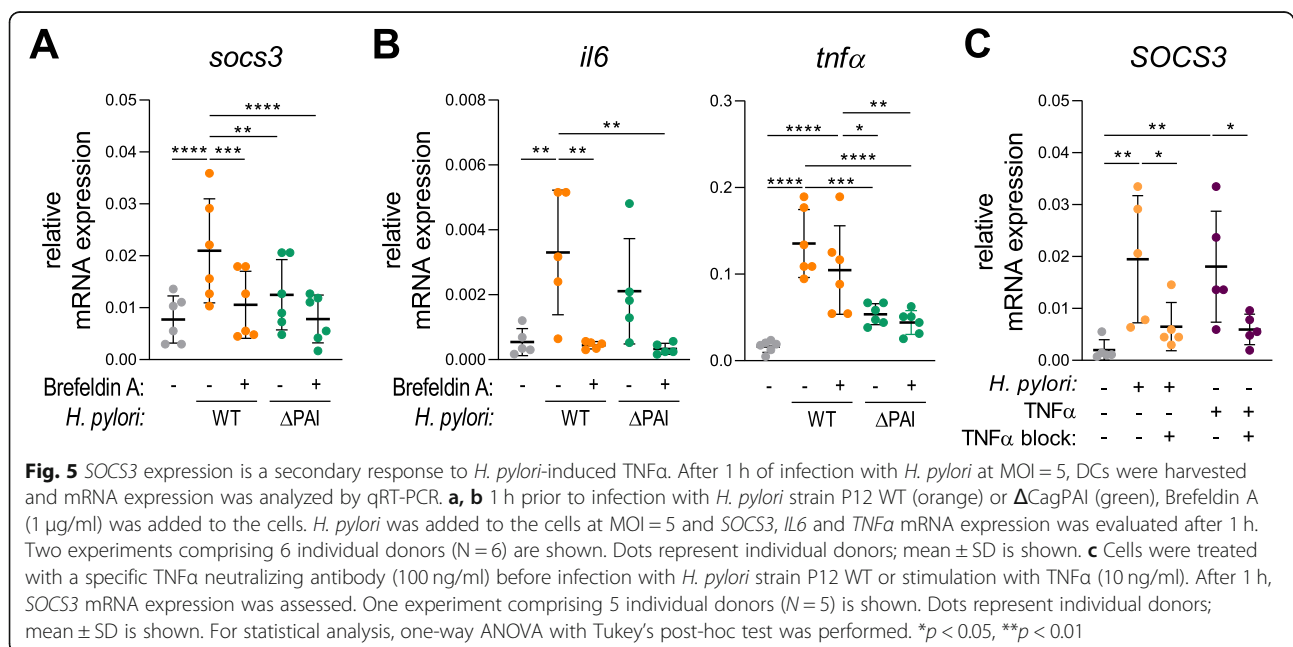 A
B
C
socs3
il6
tnfα
SOCS3
relative
mRNA expression
0.05
0.04
0.03
0.02
0.01
0.00
****
**
**** ***
Brefeldin A: - - + - +
H. pylori: WT ΔPAI
relative
mRNA expression
0.008
0.006
0.004
0.002
0.000
**
** **
Brefeldin A: - - + - +
H. pylori: WT ΔPAI
0.3
0.2
0.1
0.0
**
**** *
****
**** ***
- - + - +
WT ΔPAI
relative
mRNA expression
0.05
0.04
0.03
0.02
0.01
0.00
** *
** *
H. pylori: - + + - -
TNFα - - - + +
TNFα block: - - + - +
Fig. 5 SOCS3 expression is a secondary response to H. pylori-induced TNFα. After 1 h of infection with H. pylori at MOI = 5, DCs were harvested
and mRNA expression was analyzed by qRT-PCR. a, b 1 h prior to infection with H. pylori strain P12 WT (orange) or ΔCagPAI (green), Brefeldin A
(1 μg/ml) was added to the cells. H. pylori was added to the cells at MOI = 5 and SOCS3, IL6 and TNFα mRNA expression was evaluated after 1 h.
Two experiments comprising 6 individual donors (N = 6) are shown. Dots represent individual donors; mean ± SD is shown. c Cells were treated
with a specific TNFα neutralizing antibody (100 ng/ml) before infection with H. pylori strain P12 WT or stimulation with TNFα (10 ng/ml). After 1 h,
SOCS3 mRNA expression was assessed. One experiment comprising 5 individual donors (N = 5) is shown. Dots represent individual donors;
mean ± SD is shown. For statistical analysis, one-way ANOVA with Tukey's post-hoc test was performed. *p < 0.05, **p < 0.01